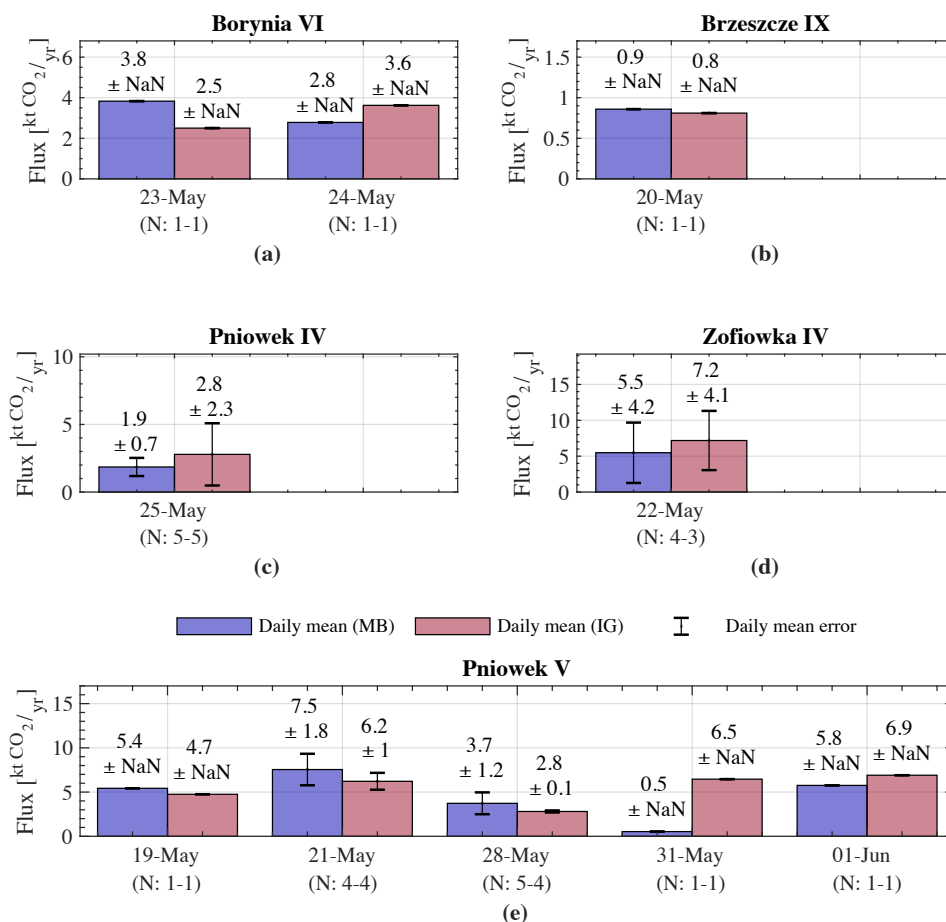 Borynia VI
Flux [kt CO2/yr]
6
4
2
0
3.8
± NaN
2.5
± NaN
2.8
± NaN
3.6
± NaN
23-May
(N: 1-1)
24-May
(N: 1-1)
(a)
Brzeszcze IX
Flux [kt CO2/yr]
1.5
1
0.5
0
0.9
± NaN
0.8
± NaN
20-May
(N: 1-1)
(b)
Pniowek IV
Flux [kt CO2/yr]
10
5
0
1.9
± 0.7
2.8
± 2.3
25-May
(N: 5-5)
(c)
Zofiowka IV
Flux [kt CO2/yr]
15
10
5
0
5.5
± 4.2
7.2
± 4.1
22-May
(N: 4-3)
(d)
Daily mean (MB)
Daily mean (IG)
Daily mean error
Pniowek V
Flux [kt CO2/yr]
15
10
5
0
5.4
± NaN
4.7
± NaN
7.5
± 1.8
6.2
± 1
3.7
± 1.2
2.8
± 0.1
0.5
± NaN
6.5
± NaN
5.8
± NaN
6.9
± NaN
19-May
(N: 1-1)
21-May
(N: 4-4)
28-May
(N: 5-4)
31-May
(N: 1-1)
01-Jun
(N: 1-1)
(e)